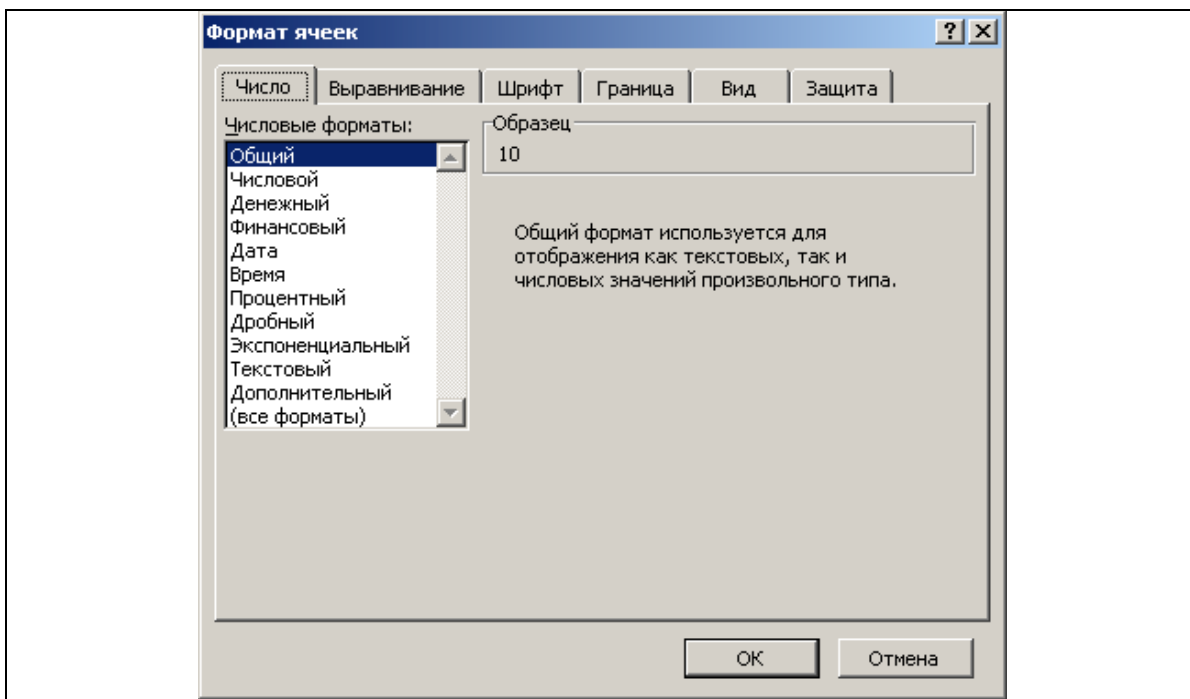 Формат ячеек
Число Выравнивание Шрифт Граница Вид Защита
Числовые форматы:
Общий
Числовой
Денежный
Финансовый
Дата
Время
Процентный
Дробный
Экспоненциальный
Текстовый
Дополнительный
(все форматы)
Образец
10
Общий формат используется для
отображения как текстовых, так и
числовых значений произвольного типа.
ОК Отмена